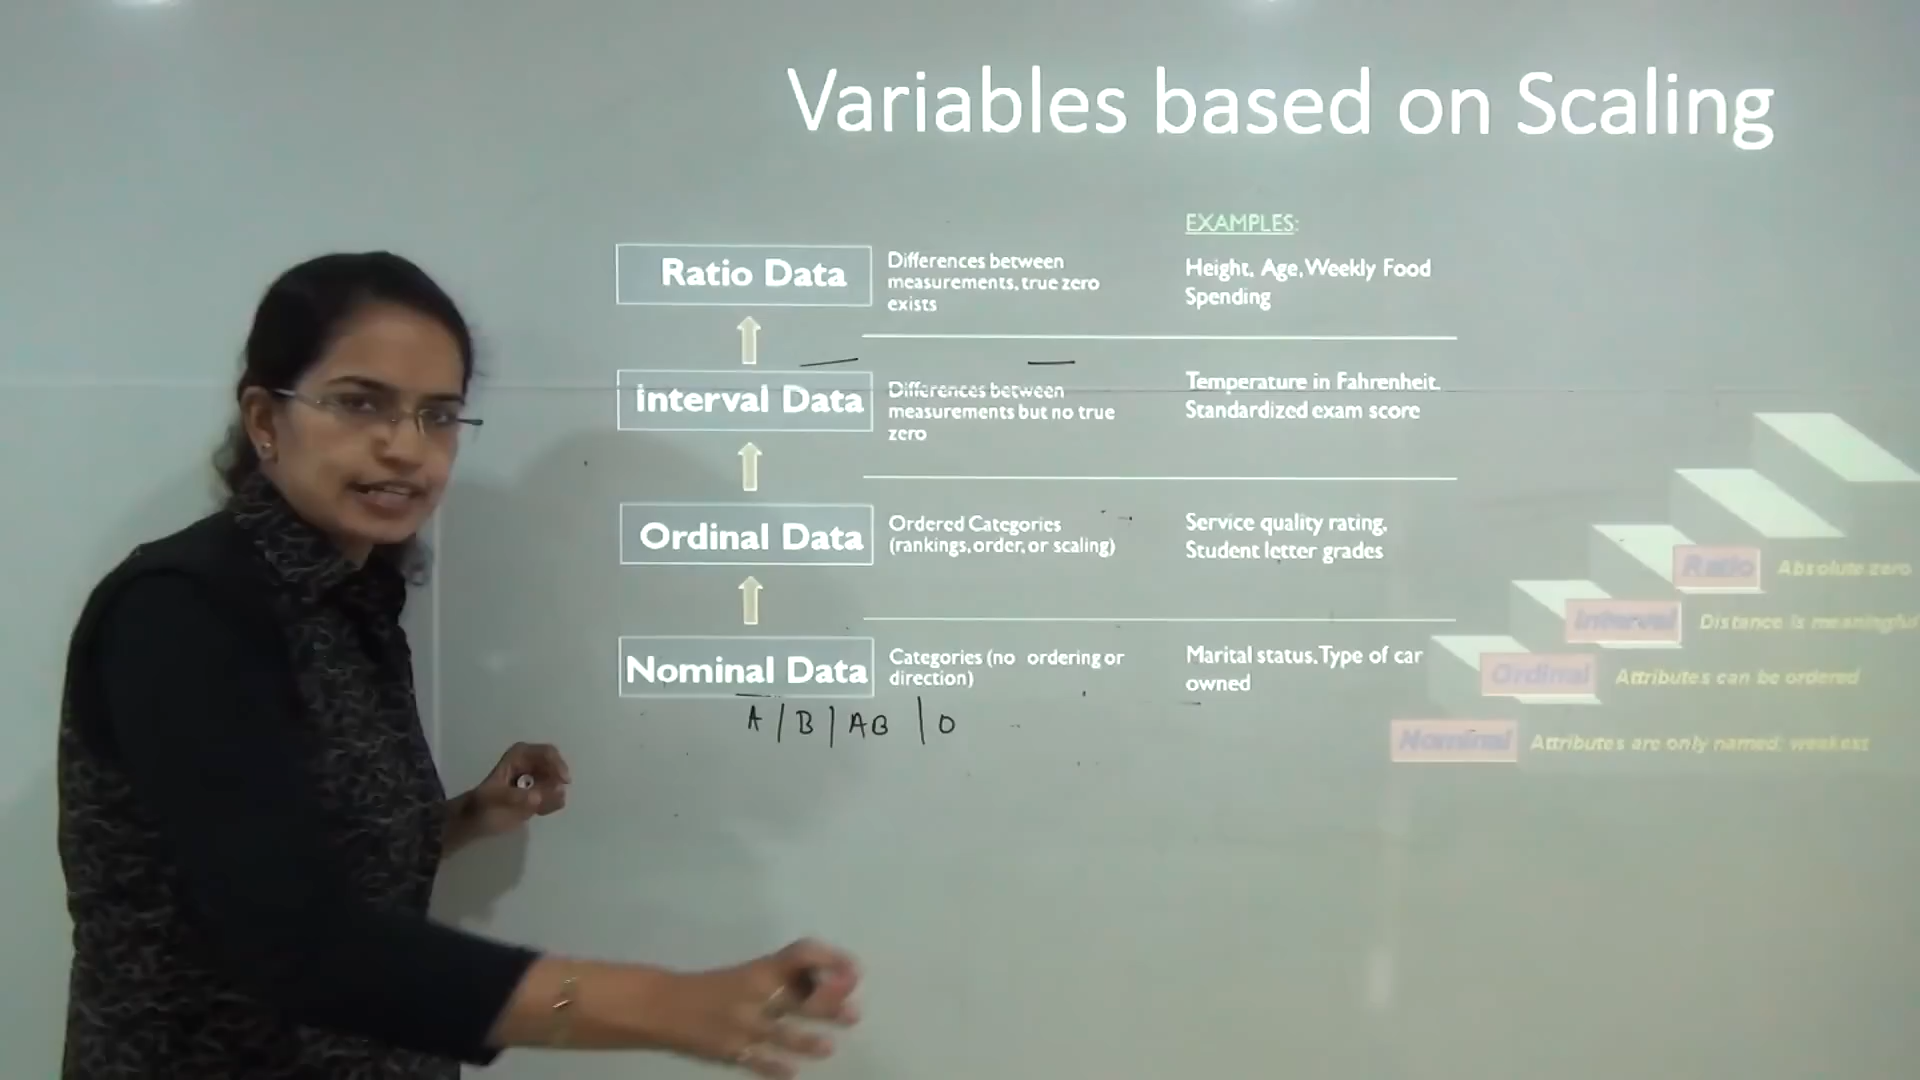 Variables based on Scaling
EXAMPLES:
Ratio Data
Differences between
measurements, true zero
exists
Height, Age, Weekly Food
Spending
Interval Data
Differences between
measurements but no true
zero
Temperature in Fahrenheit,
Standardized exam score
Ordinal Data
Ordered Categories
(rankings, order, or scaling)
Service quality rating,
Student letter grades
Nominal Data
Categories (no ordering or
direction)
Marital status, Type of car
owned
A | B | AB | O
Ratio Absolute zero
Interval Distance is meaningful
Ordinal Attributes can be ordered
Nominal Attributes are only named; weakest